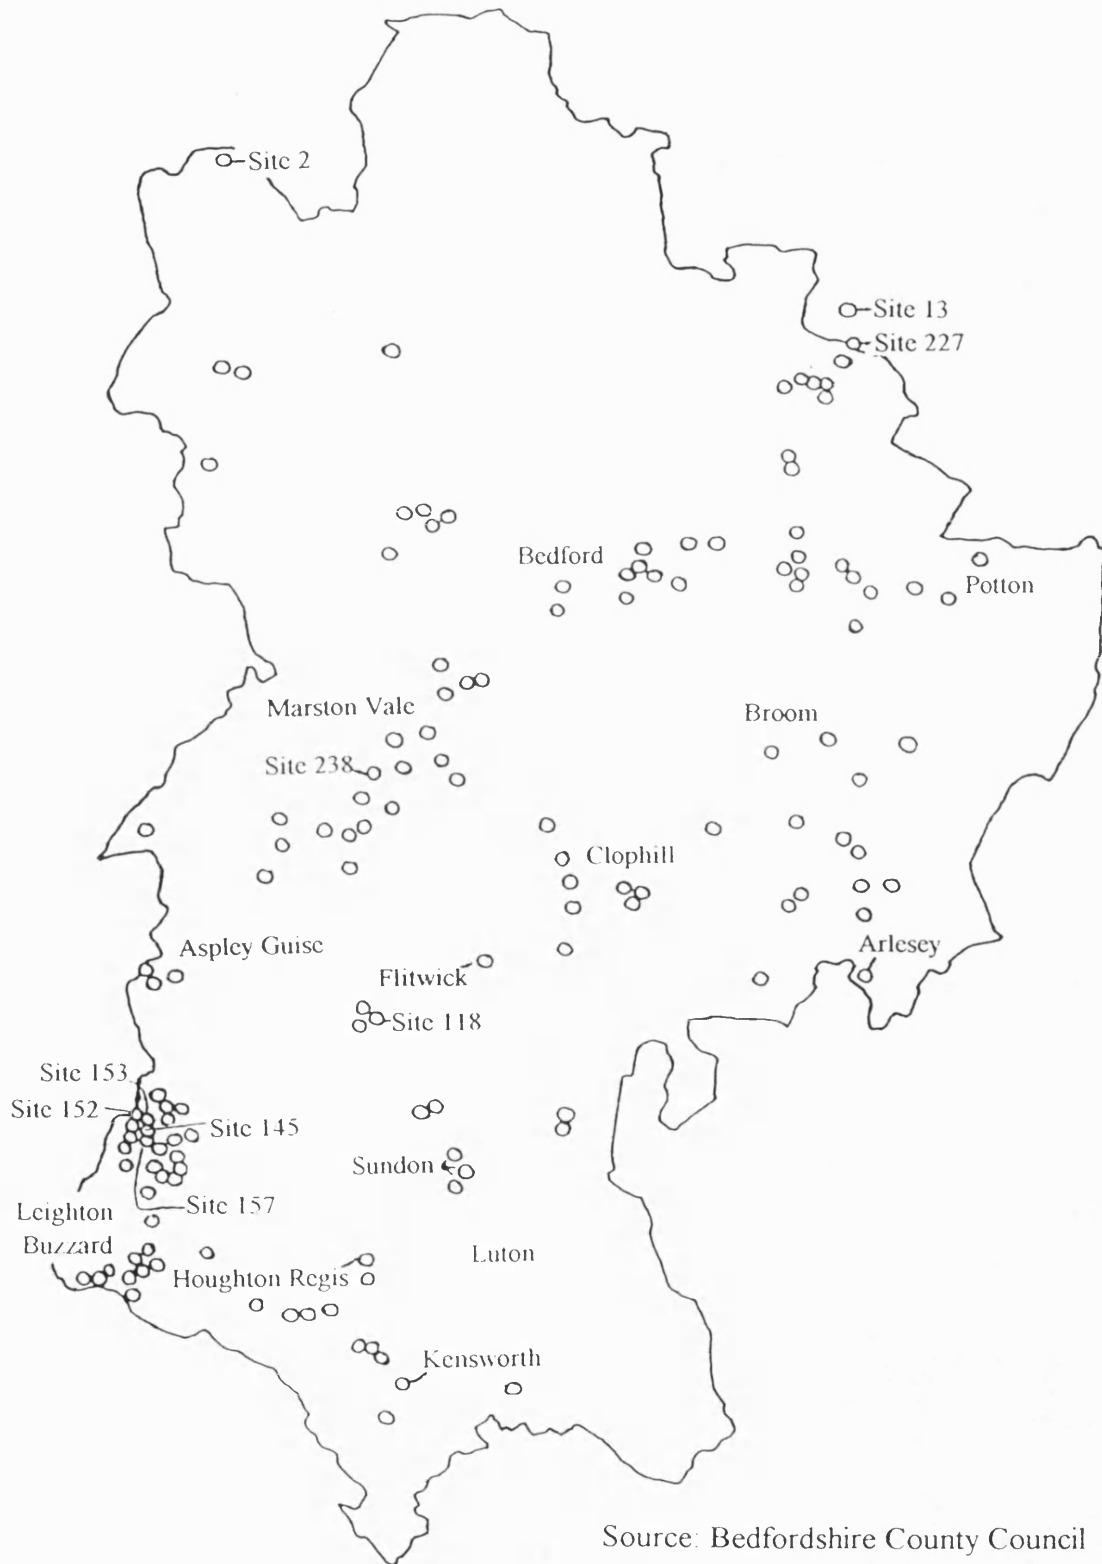 Site 2
Site 13
Site 227
Bedford
Potton
Marston Vale
Broom
Site 238
Clophill
Aspley Guise
Arlesey
Flitwick
Site 118
Site 153
Site 152
Site 145
Sundon
Site 157
Leighton
Buzzard
Luton
Houghton Regis
Kensworth
Source: Bedfordshire County Council